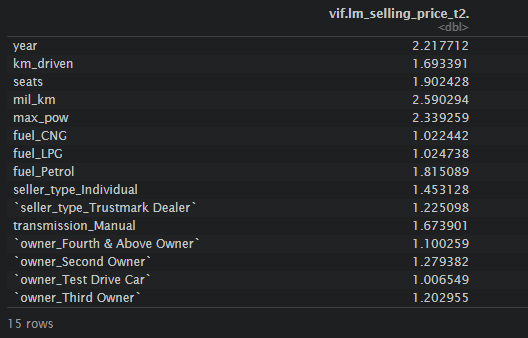 vif.lm_selling_price_t2.
<dbl>
year 2.217712
km_driven 1.693391
seats 1.902428
mil_km 2.590294
max_pow 2.339259
fuel_CNG 1.022442
fuel_LPG 1.024738
fuel_Petrol 1.815089
seller_type_Individual 1.453128
`seller_type_Trustmark Dealer` 1.225098
transmission_Manual 1.673901
`owner_Fourth & Above Owner` 1.100259
`owner_Second Owner` 1.279382
`owner_Test Drive Car` 1.006549
`owner_Third Owner` 1.202955
15 rows